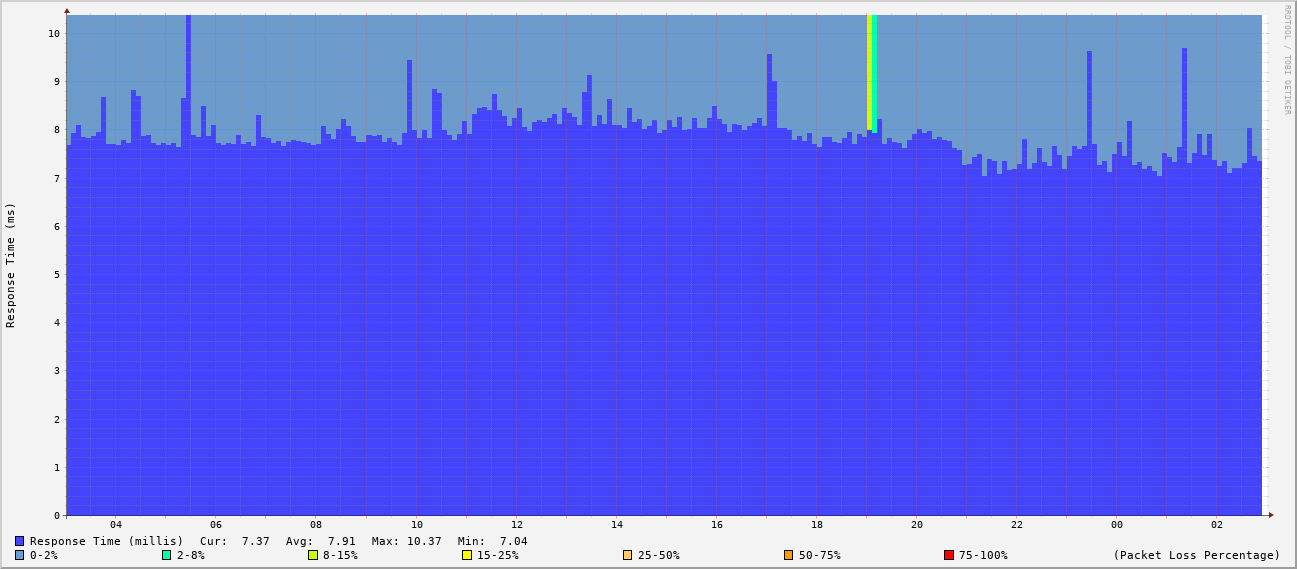 RRDTOOL / TOBI OETIKER
10
9
8
7
6
5
4
3
2
1
0
Response Time (ms)
04 06 08 10 12 14 16 18 20 22 00 02
Response Time (millis) Cur: 7.37 Avg: 7.91 Max: 10.37 Min: 7.04
0-2% 2-8% 8-15% 15-25% 25-50% 50-75% 75-100% (Packet Loss Percentage)